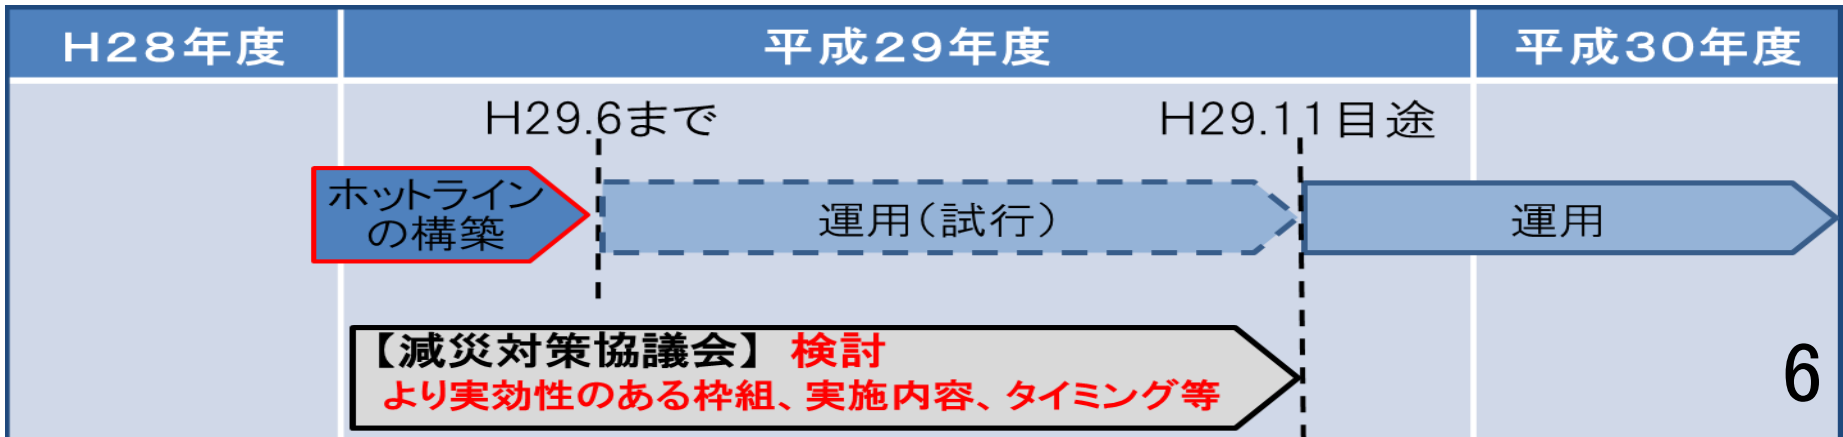 H28年度
平成29年度
平成30年度
H29.6まで
H29.11目途
ホットライン
の構築
運用(試行)
運用
【減災対策協議会】 検討
より実効性のある枠組、実施内容、タイミング等
6